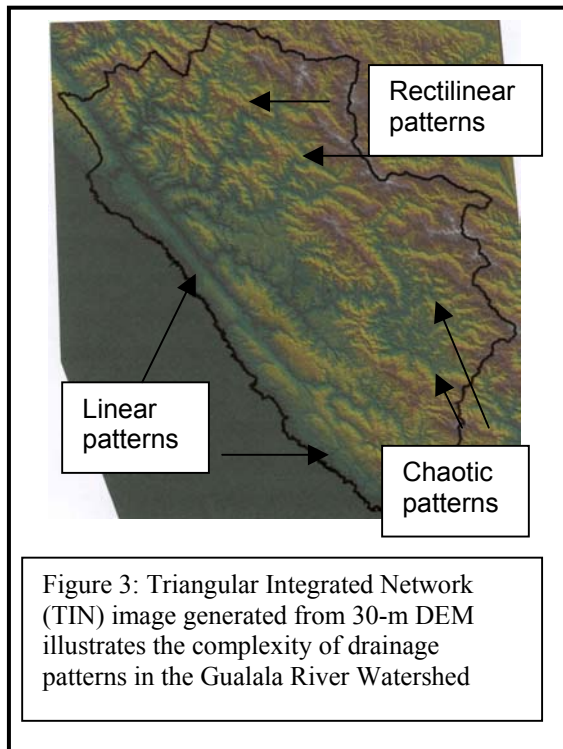 Rectilinear
patterns
Linear
patterns
Chaotic
patterns
Figure 3: Triangular Integrated Network
(TIN) image generated from 30-m DEM
illustrates the complexity of drainage
patterns in the Gualala River Watershed